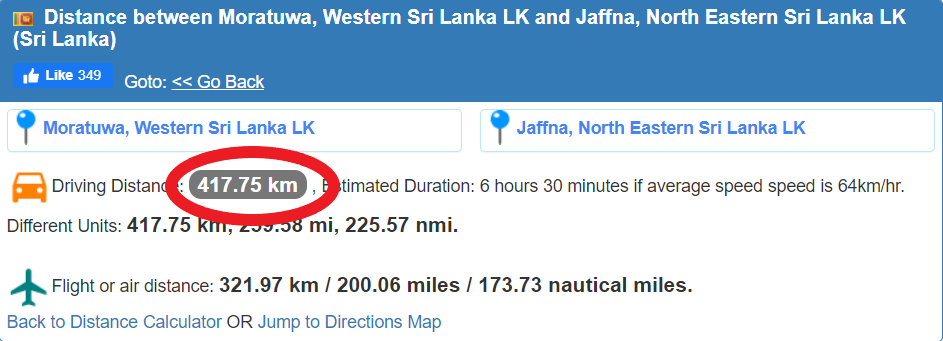 Distance between Moratuwa, Western Sri Lanka LK and Jaffna, North Eastern Sri Lanka LK
(Sri Lanka)
Like 349 Goto: << Go Back
Moratuwa, Western Sri Lanka LK
Jaffna, North Eastern Sri Lanka LK
Driving Distance: 417.75 km , Estimated Duration: 6 hours 30 minutes if average speed speed is 64km/hr.
Different Units: 417.75 km, 259.58 mi, 225.57 nmi.
Flight or air distance: 321.97 km / 200.06 miles / 173.73 nautical miles.
Back to Distance Calculator OR Jump to Directions Map